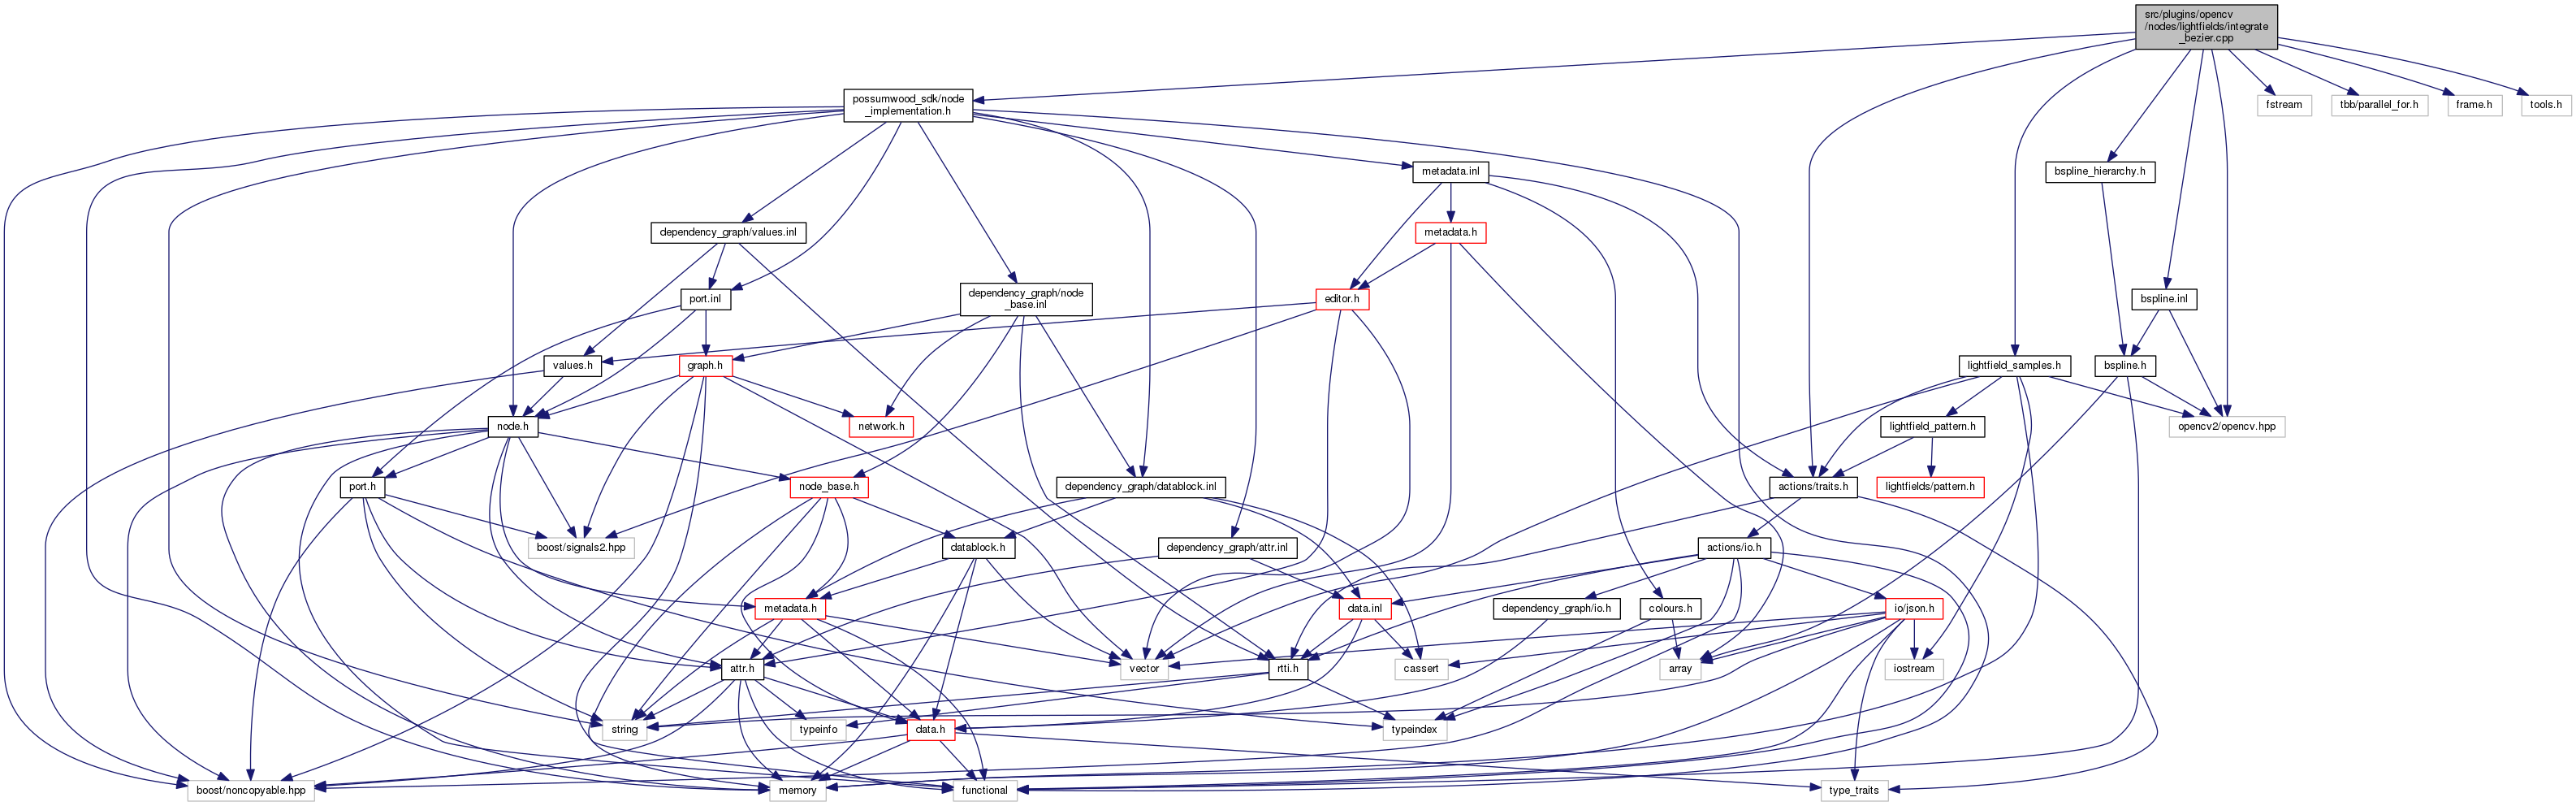 src/plugins/opencv
/nodes/lightfields/integrate
_bezier.cpp
possumwood_sdk/node
_implementation.h
fstream
tbb/parallel_for.h
frame.h
tools.h
metadata.inl
bspline_hierarchy.h
dependency_graph/values.inl
metadata.h
port.inl
dependency_graph/node
_base.inl
editor.h
bspline.inl
values.h
graph.h
lightfield_samples.h
bspline.h
node.h
network.h
lightfield_pattern.h
opencv2/opencv.hpp
port.h
node_base.h
dependency_graph/datablock.inl
actions/traits.h
lightfields/pattern.h
boost/signals2.hpp
datablock.h
dependency_graph/attr.inl
actions/io.h
metadata.h
data.inl
dependency_graph/io.h
colours.h
io/json.h
attr.h
vector
rtti.h
cassert
array
iostream
string
typeinfo
data.h
typeindex
boost/noncopyable.hpp
memory
functional
type_traits